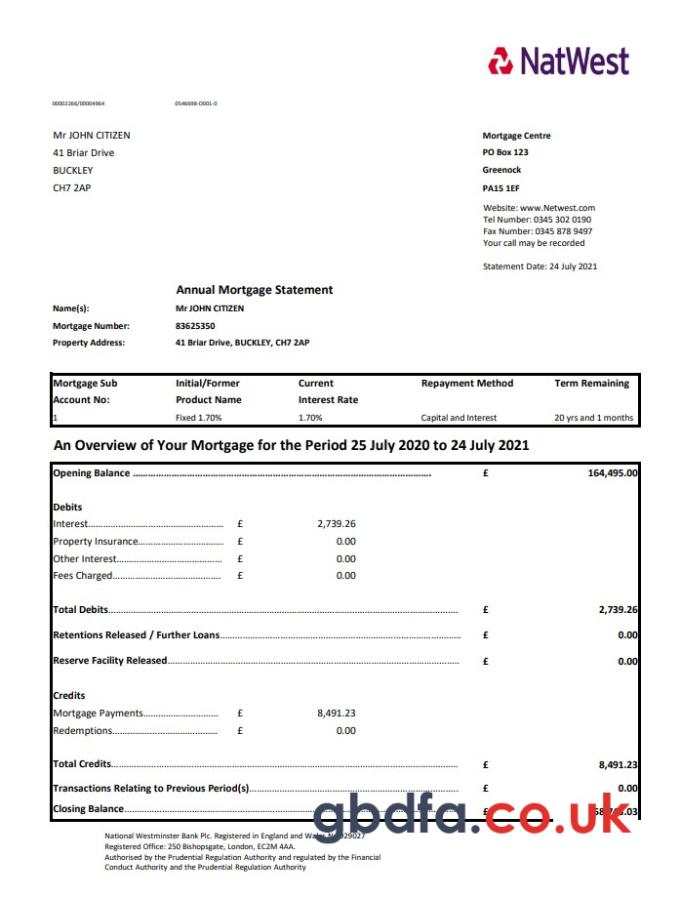 NatWest
00002266/00004964 0546698-D001-0
Mr JOHN CITIZEN
41 Briar Drive
BUCKLEY
CH7 2AP
Mortgage Centre
PO Box 123
Greenock
PA15 1EF
Website: www.Netwest.com
Tel Number: 0345 302 0190
Fax Number: 0345 878 9497
Your call may be recorded
Statement Date: 24 July 2021
Annual Mortgage Statement
Name(s): Mr JOHN CITIZEN
Mortgage Number: 83625350
Property Address: 41 Briar Drive, BUCKLEY, CH7 2AP
Mortgage Sub Initial/Former Current Repayment Method Term Remaining
Account No: Product Name Interest Rate
1 Fixed 1.70% 1.70% Capital and Interest 20 yrs and 1 months
An Overview of Your Mortgage for the Period 25 July 2020 to 24 July 2021
Opening Balance £ 164,495.00
Debits
Interest £ 2,739.26
Property Insurance £ 0.00
Other Interest £ 0.00
Fees Charged £ 0.00
Total Debits £ 2,739.26
Retentions Released / Further Loans £ 0.00
Reserve Facility Released £ 0.00
Credits
Mortgage Payments £ 8,491.23
Redemptions £ 0.00
Total Credits £ 8,491.23
Transactions Relating to Previous Period(s) £ 0.00
Closing Balance £
gbdfa.co.uk
National Westminster Bank Plc. Registered in England and Wales
Registered Office: 250 Bishopsgate, London, EC2M 4AA.
Authorised by the Prudential Regulation Authority and regulated by the Financial
Conduct Authority and the Prudential Regulation Authority